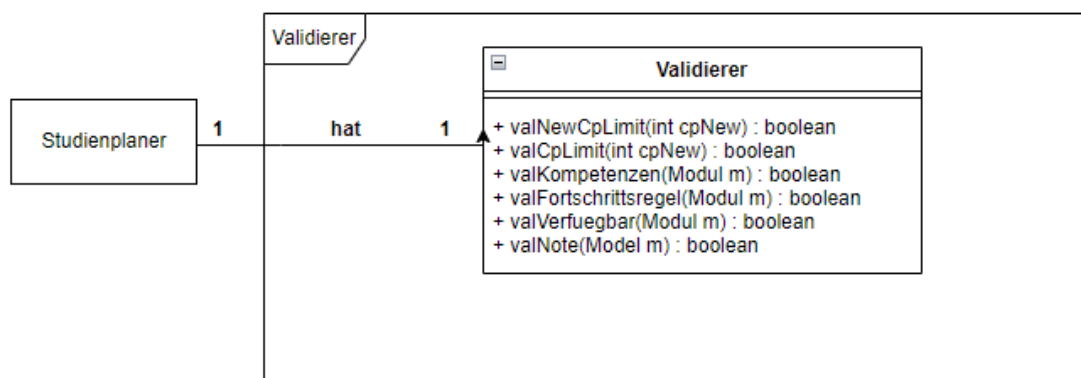 Validierer
Validierer
Studienplaner
1
hat
1
+ valNewCpLimit(int cpNew) : boolean
+ valCpLimit(int cpNew) : boolean
+ valKompetenzen(Modul m) : boolean
+ valFortschrittsregel(Modul m) : boolean
+ valVerfuegbar(Modul m) : boolean
+ valNote(Model m) : boolean